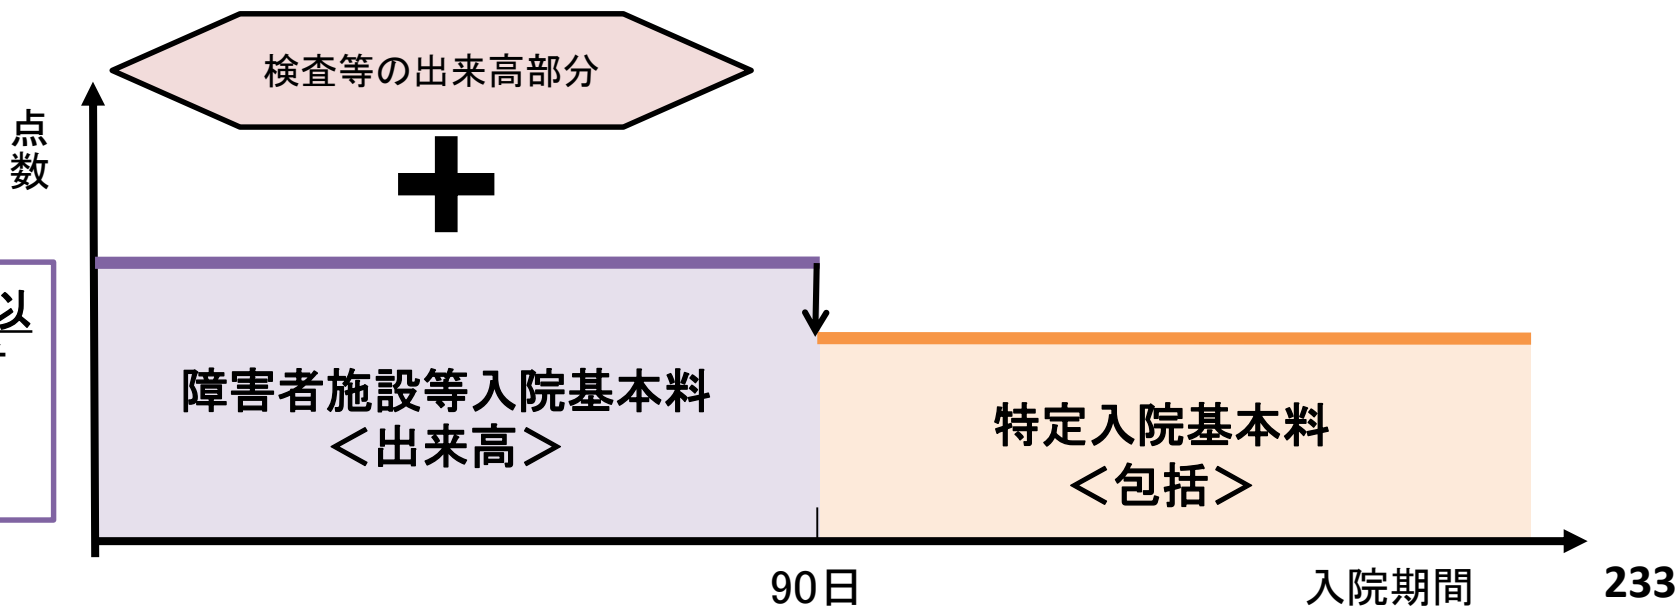 検査等の出来高部分
点数
以
障害者施設等入院基本料
＜出来高＞
特定入院基本料
＜包括＞
90日
入院期間
233